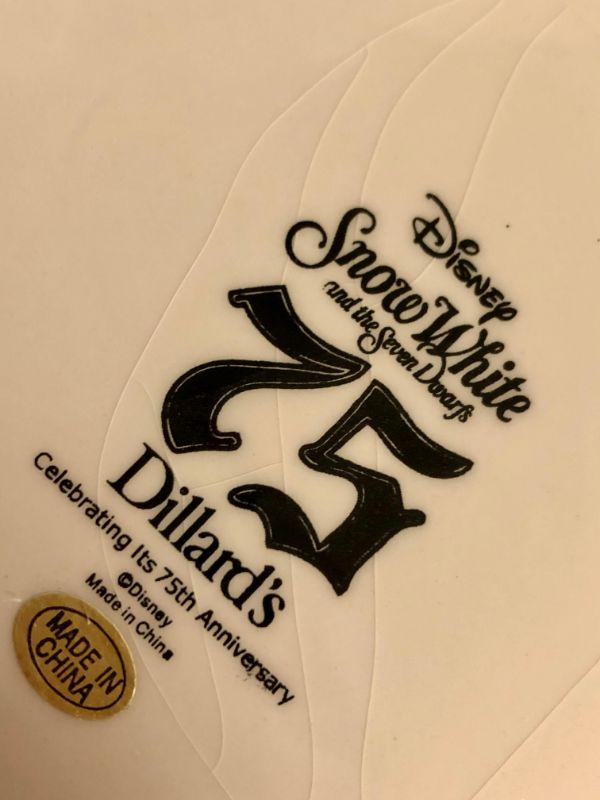 Disney
Snow White
and the Seven Dwarfs
75
Dillard's
Celebrating Its 75th Anniversary
©Disney
Made in China
MADE IN
CHINA